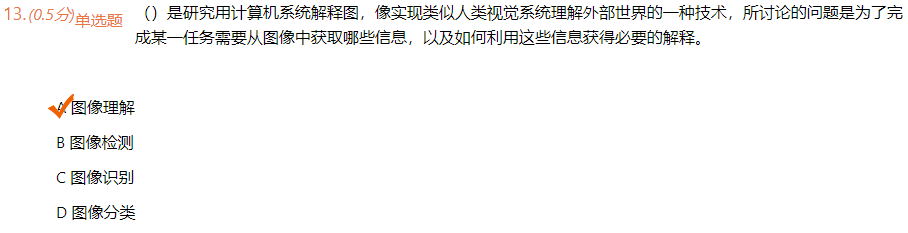 13.(0.5分)单选题 （）是研究用计算机系统解释图，像实现类似人类视觉系统理解外部世界的一种技术，所讨论的问题是为了完
成某一任务需要从图像中获取哪些信息，以及如何利用这些信息获得必要的解释。
A 图像理解
B 图像检测
C 图像识别
D 图像分类